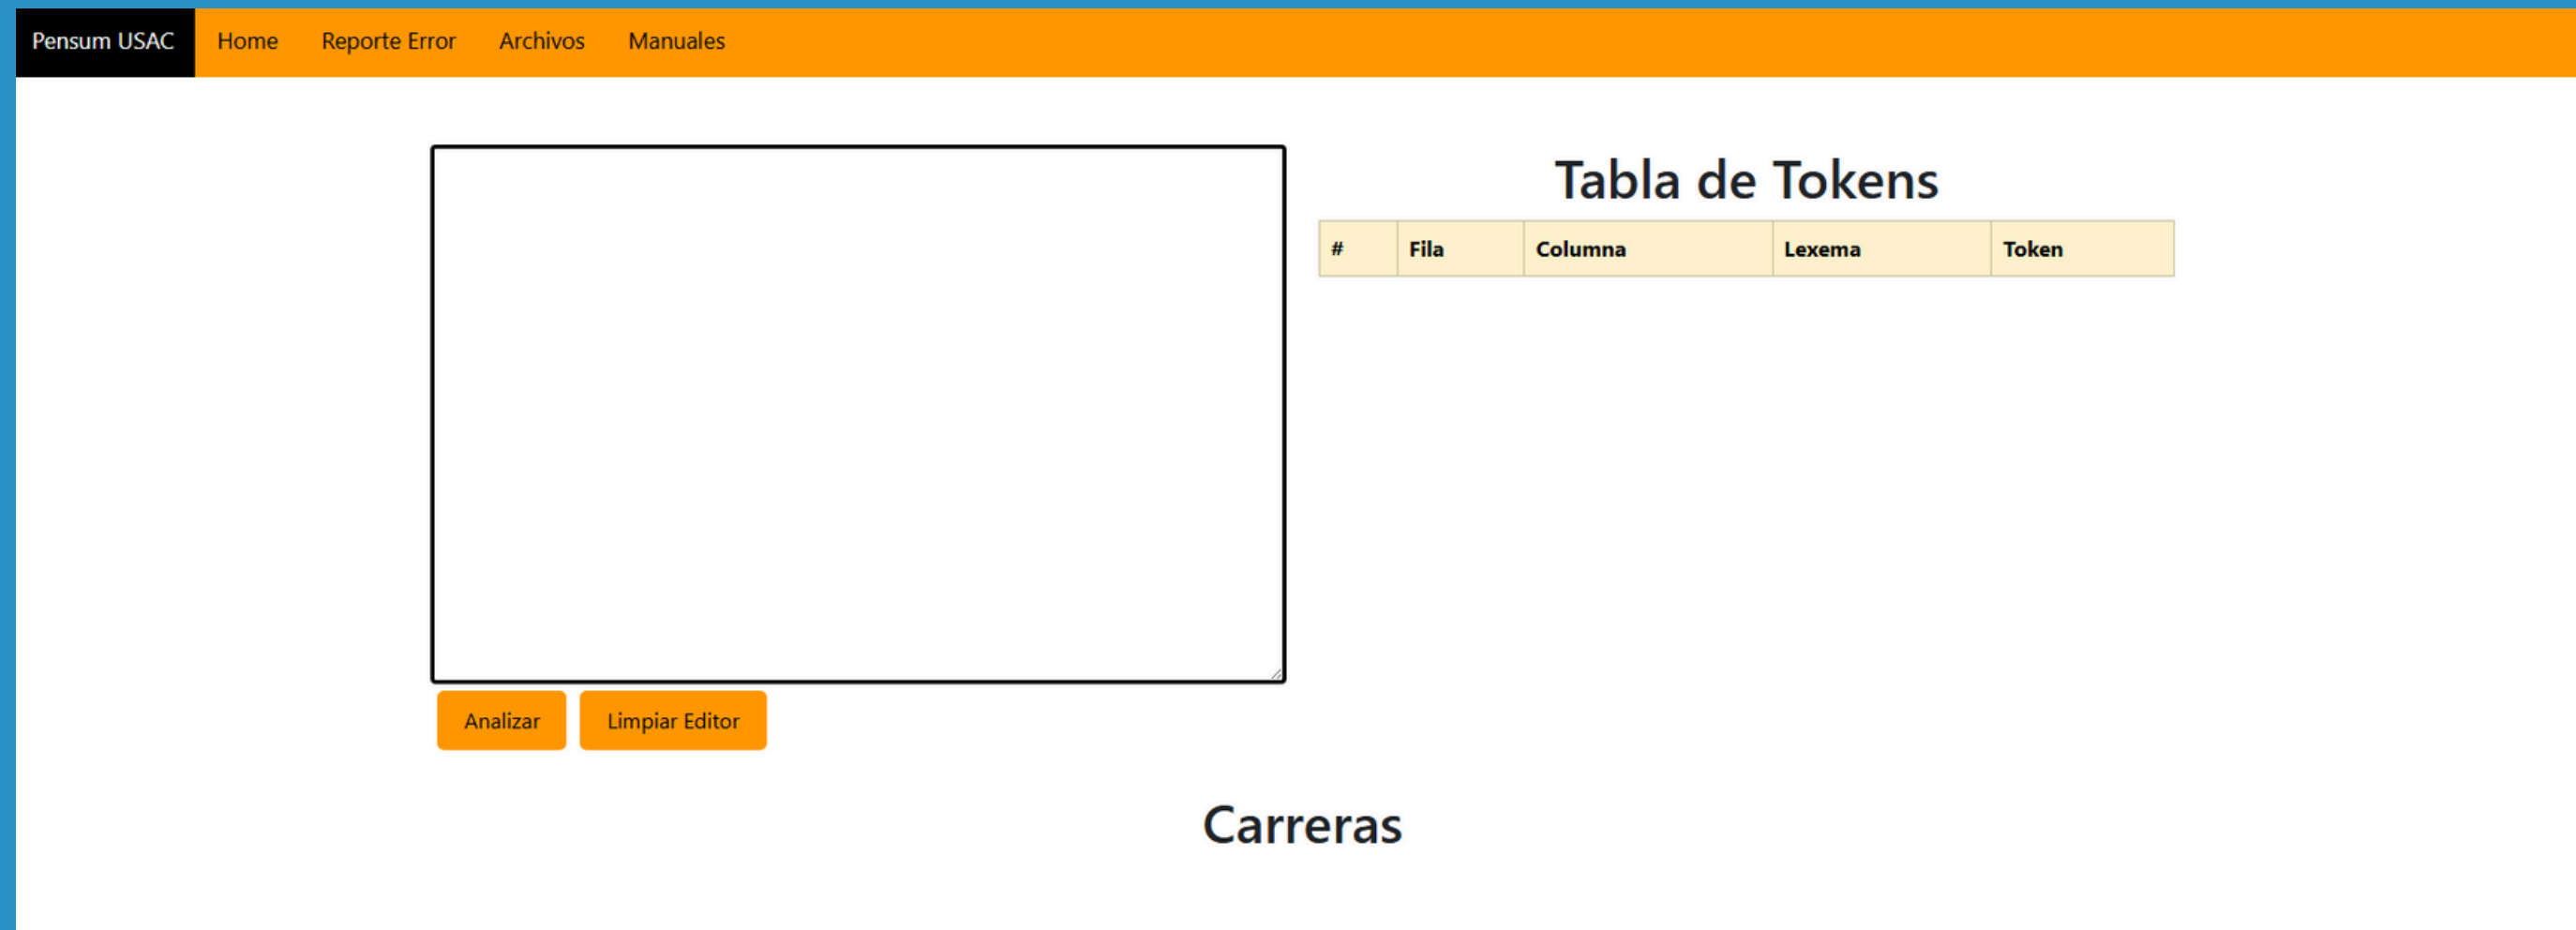 Pensum USAC Home Reporte Error Archivos Manuales
Tabla de Tokens
# Fila Columna Lexema Token
Analizar Limpiar Editor
Carreras